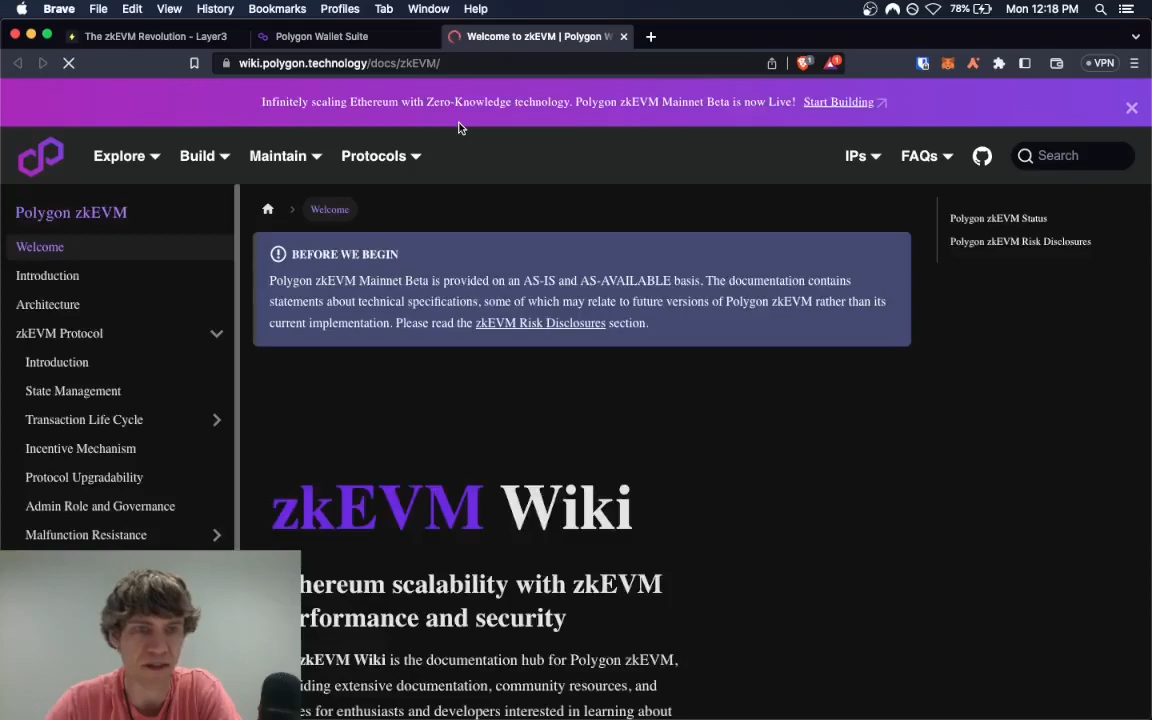 Brave File Edit View History Bookmarks Profiles Tab Window Help 78% Mon 12:18 PM
The zkEVM Revolution - Layer3 Polygon Wallet Suite Welcome to zkEVM | Polygon W
wiki.polygon.technology/docs/zkEVM/ 1 1 VPN
Infinitely scaling Ethereum with Zero-Knowledge technology. Polygon zkEVM Mainnet Beta is now Live! Start Building
Explore Build Maintain Protocols IPs FAQs Search
Polygon zkEVM
Welcome
Introduction
Architecture
zkEVM Protocol
Introduction
State Management
Transaction Life Cycle
Incentive Mechanism
Protocol Upgradability
Admin Role and Governance
Malfunction Resistance
Welcome
BEFORE WE BEGIN
Polygon zkEVM Mainnet Beta is provided on an AS-IS and AS-AVAILABLE basis. The documentation contains
statements about technical specifications, some of which may relate to future versions of Polygon zkEVM rather than its
current implementation. Please read the zkEVM Risk Disclosures section.
zkEVM Wiki
hereum scalability with zkEVM
rformance and security
zkEVM Wiki is the documentation hub for Polygon zkEVM,
iding extensive documentation, community resources, and
es for enthusiasts and developers interested in learning about
Polygon zkEVM Status
Polygon zkEVM Risk Disclosures